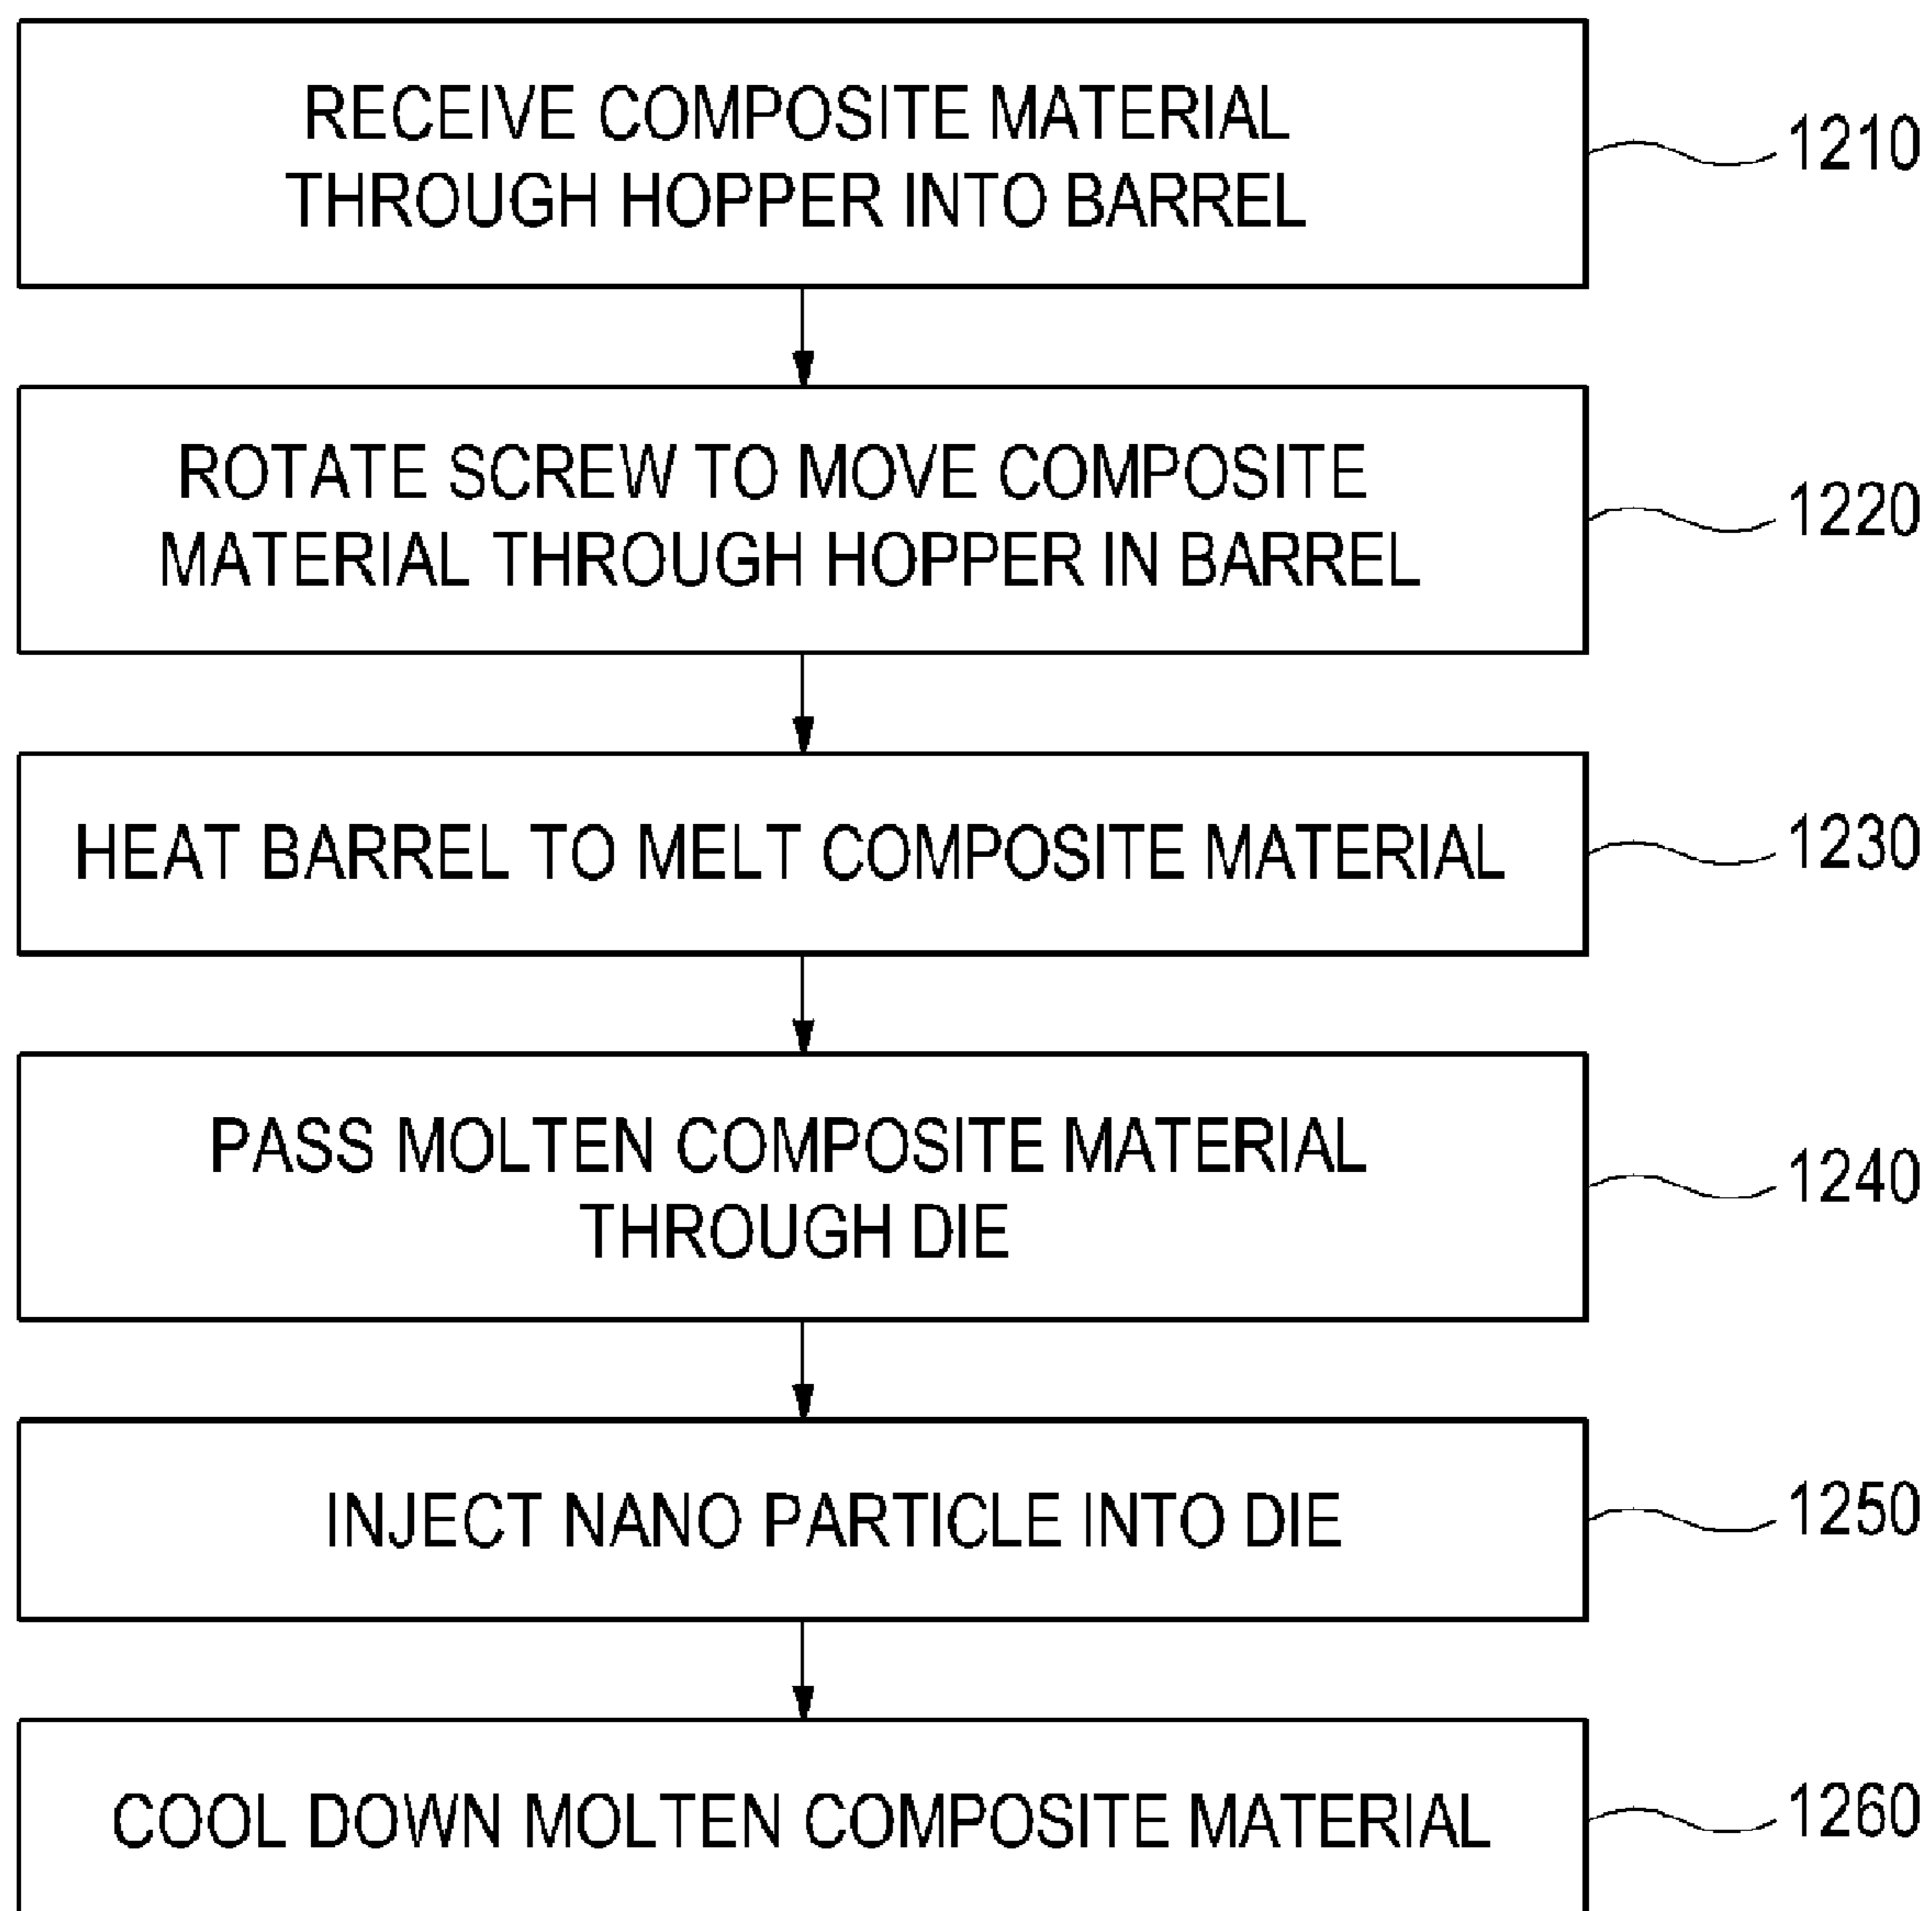 RECEIVE COMPOSITE MATERIAL
THROUGH HOPPER INTO BARREL
1210
ROTATE SCREW TO MOVE COMPOSITE
MATERIAL THROUGH HOPPER IN BARREL
1220
HEAT BARREL TO MELT COMPOSITE MATERIAL
1230
PASS MOLTEN COMPOSITE MATERIAL
THROUGH DIE
1240
INJECT NANO PARTICLE INTO DIE
1250
COOL DOWN MOLTEN COMPOSITE MATERIAL
1260